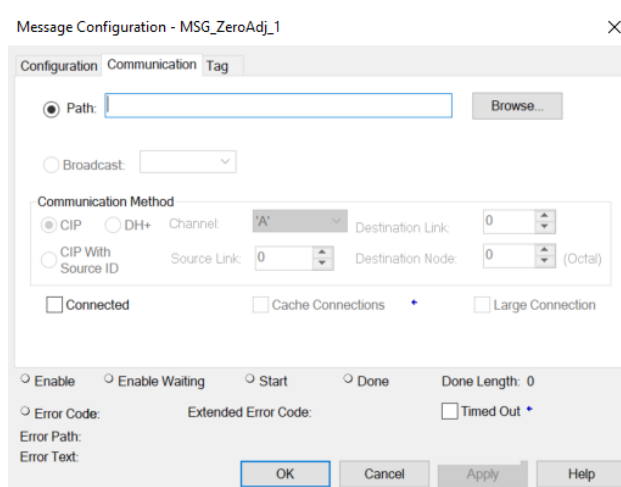 Message Configuration - MSG_ZeroAdj_1
Configuration Communication Tag
Path: Browse...
Broadcast:
Communication Method
CIP DH+ Channel: 'A' Destination Link: 0
CIP With
Source ID Source Link: 0 Destination Node: 0 (Octal)
Connected Cache Connections Large Connection
Enable Enable Waiting Start Done Done Length: 0
Error Code: Extended Error Code: Timed Out
Error Path:
Error Text:
OK Cancel Apply Help